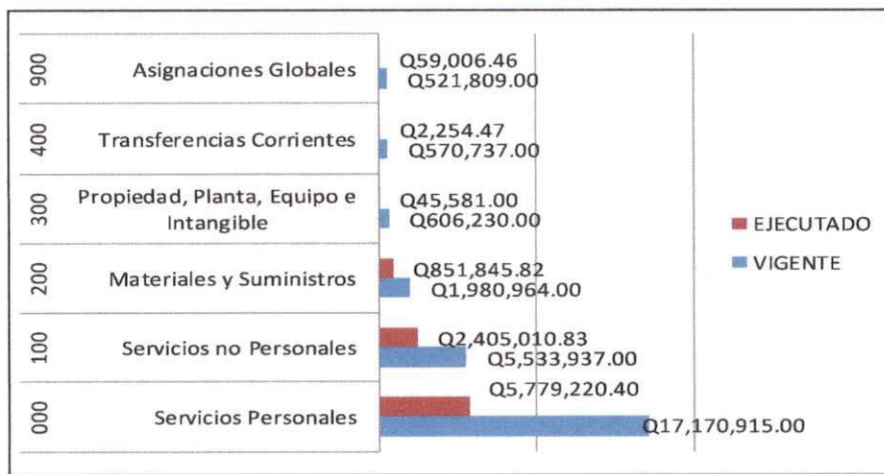 900
Asignaciones Globales
Q59,006.46
Q521,809.00
400
Transferencias Corrientes
Q2,254.47
Q570,737.00
300
Propiedad, Planta, Equipo e
Intangible
Q45,581.00
Q606,230.00
200
Materiales y Suministros
Q851,845.82
Q1,980,964.00
100
Servicios no Personales
Q2,405,010.83
Q5,533,937.00
000
Servicios Personales
Q5,779,220.40
Q17,170,915.00
EJECUTADO
VIGENTE